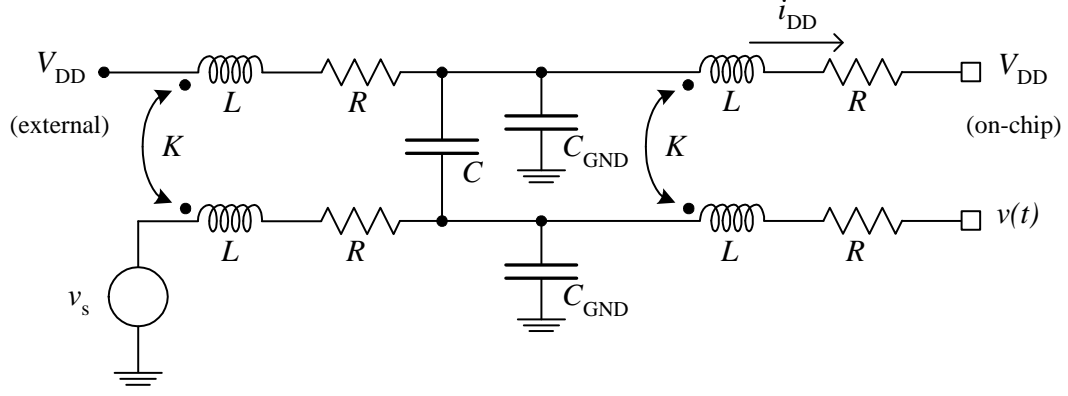 i_DD
V_DD
L
R
L
R
V_DD
(external)
K
C
C_GND
K
(on-chip)
L
R
L
R
v(t)
v_s
C_GND